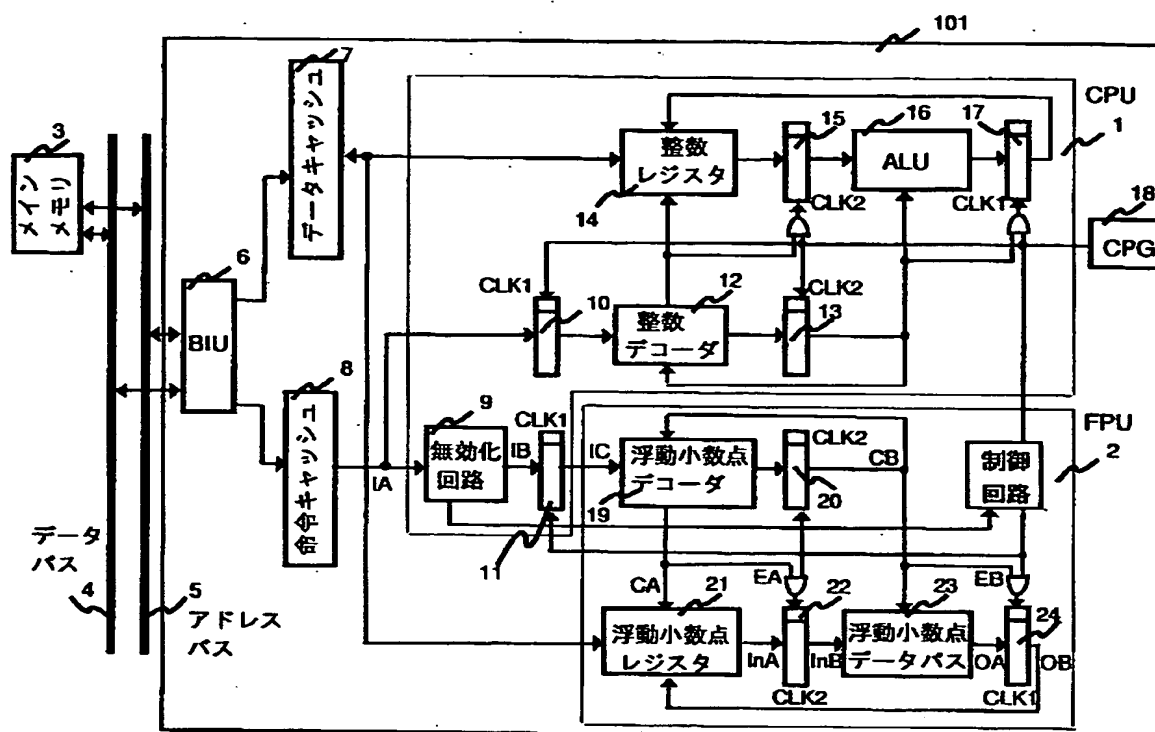 101
7
データキャッシュ
CPU
1
3
メイン
メモリ
整数
レジスタ
14
15
CLK2
16
ALU
17
CLK1
18
CPG
6
BIU
CLK1
10
12
整数
デコーダ
CLK2
13
8
命令キャッシュ
IA
9
無効化
回路
IB
CLK1
11
IC
浮動小数点
デコーダ
19
CLK2
20
CB
FPU
2
制御
回路
データ
バス
4
5
アドレス
バス
CA
21
浮動小数点
レジスタ
InA
EA
22
CLK2
InB
23
浮動小数点
データパス
OA
EB
24
CLK1
OB